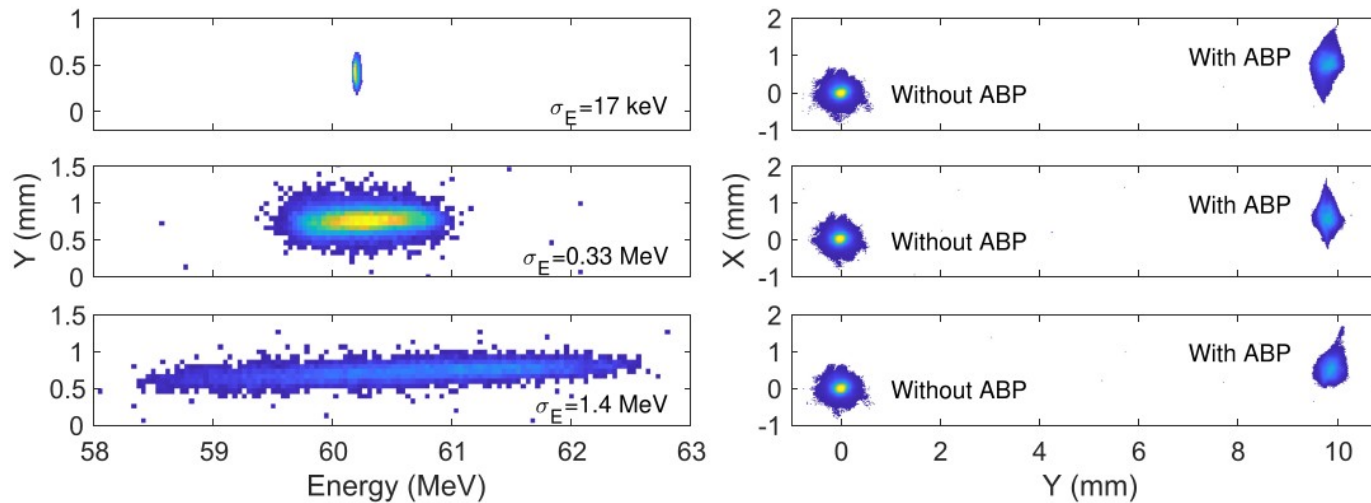 1
0.5
0
σE=17 keV
1.5
1
0.5
0
σE=0.33 MeV
Y (mm)
1.5
1
0.5
0
σE=1.4 MeV
58 59 60 61 62 63
Energy (MeV)
2
1
0
-1
Without ABP
With ABP
2
1
0
-1
Without ABP
With ABP
X (mm)
2
1
0
-1
Without ABP
With ABP
0 2 4 6 8 10
Y (mm)